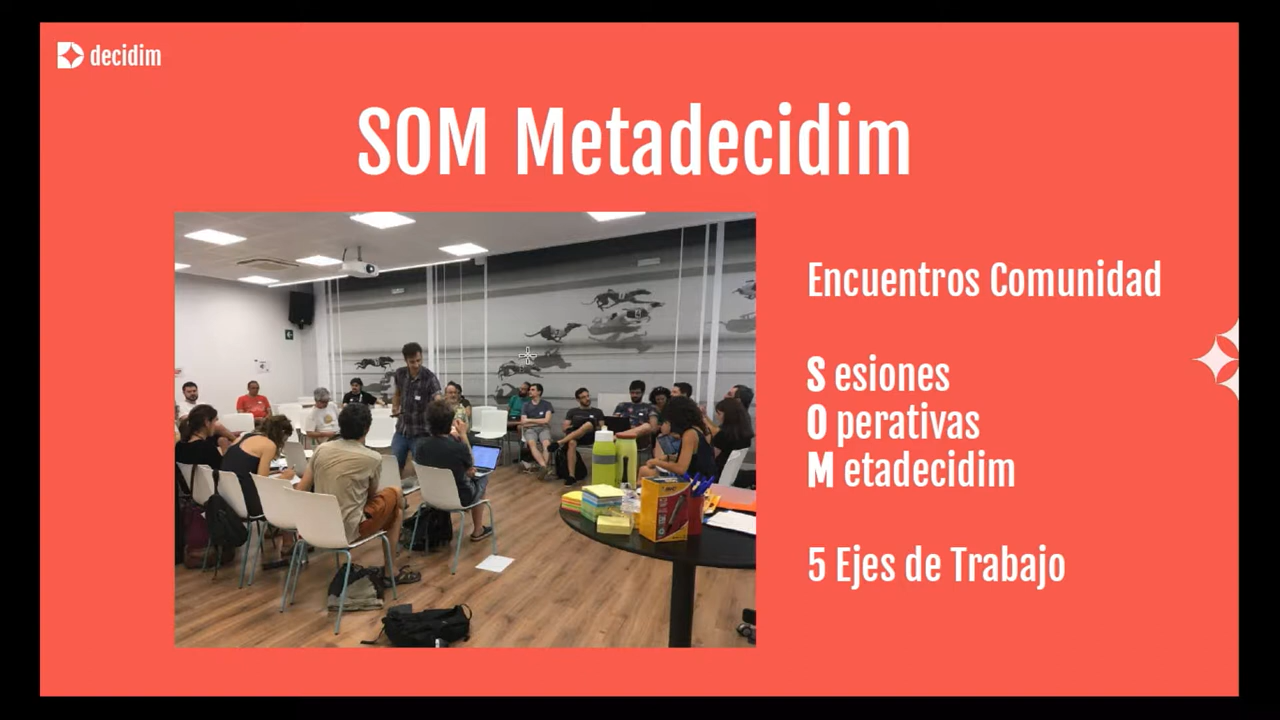 decidim
SOM Metadecidim
Encuentros Comunidad
S esiones
O perativas
M etadecidim
5 Ejes de Trabajo